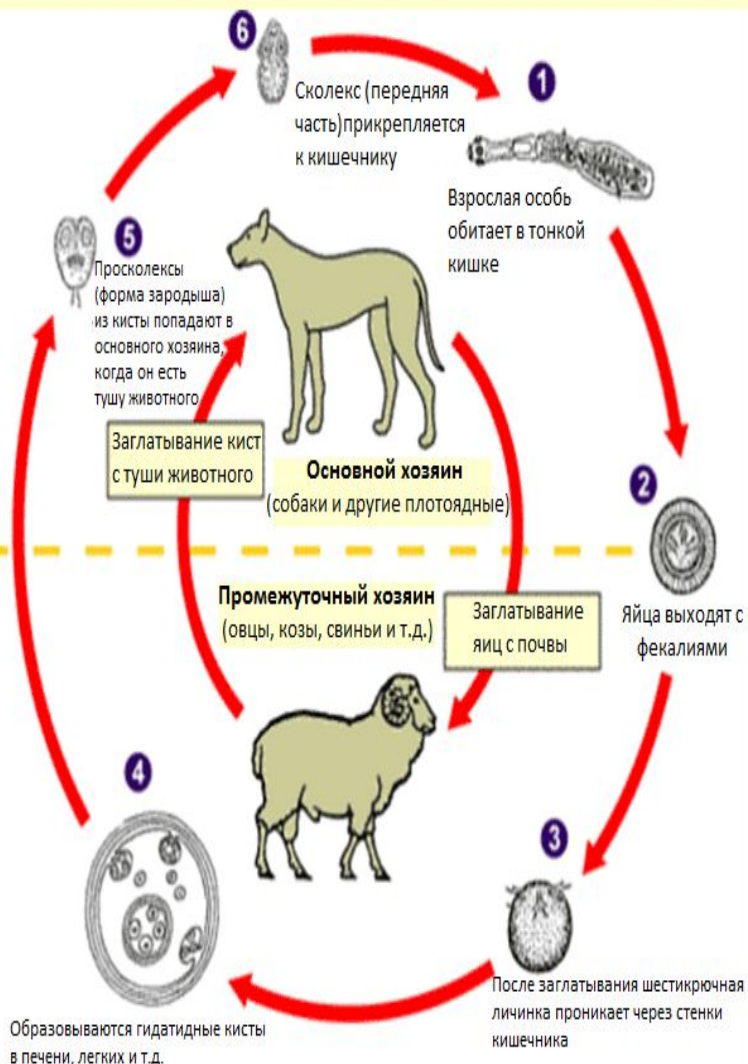 6
Сколекс (передняя
часть)прикрепляется
к кишечнику
1
Взрослая особь
обитает в тонкой
кишке
5
Просколексы
(форма зародыша)
из кисты попадают в
основного хозяина,
когда он есть
тушу животного
Заглатывание кист
с туши животного
Основной хозяин
(собаки и другие плотоядные)
2
Яйца выходят с
фекалиями
Промежуточный хозяин
(овцы, козы, свиньи и т.д.)
Заглатывание
яиц с почвы
4
3
После заглатывания шестикрючная
личинка проникает через стенки
кишечника
Образовываются гидатидные кисты
в печени, легких и т.д.